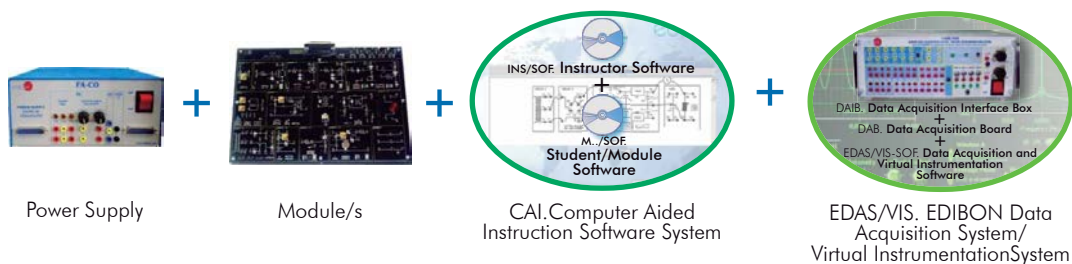 FA-CO
+
+
+
INS/SOF. Instructor Software
+
M../SOF.
Student/Module
Software
DAIB. Data Acquisition Interface Box
+
DAB. Data Acquisition Board
+
EDAS/VIS-SOF. Data Acquisition and
Virtual Instrumentation
Software
Power Supply
Module/s
CAI.Computer Aided
Instruction Software System
EDAS/VIS. EDIBON Data
Acquisition System/
Virtual InstrumentationSystem